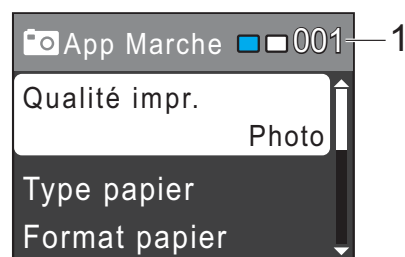 App Marche 001 1
Qualité impr.
Photo
Type papier
Format papier